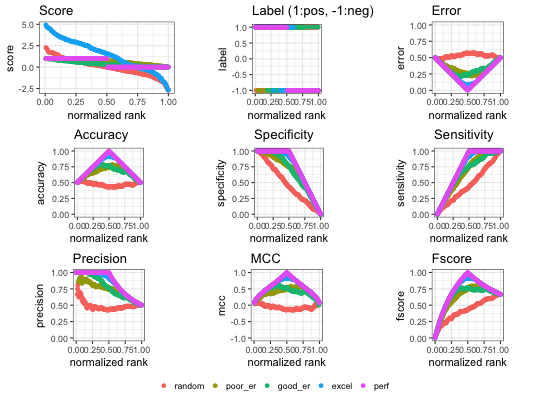 Score
score
5.0
2.5
0.0
-2.5
0.00 0.25 0.50 0.75 1.00
normalized rank
Label (1:pos, -1:neg)
label
1.0
0.5
0.0
-0.5
-1.0
0.000.250.500.751.00
normalized rank
Error
error
1.00
0.75
0.50
0.25
0.00
0.000.250.500.751.00
normalized rank
Accuracy
accuracy
1.00
0.75
0.50
0.25
0.00
0.000.250.500.751.00
normalized rank
Specificity
specificity
1.00
0.75
0.50
0.25
0.00
0.000.250.500.751.00
normalized rank
Sensitivity
sensitivity
1.00
0.75
0.50
0.25
0.00
0.000.250.500.751.00
normalized rank
Precision
precision
1.00
0.75
0.50
0.25
0.00
0.000.250.500.751.00
normalized rank
MCC
mcc
1.0
0.5
0.0
-0.5
-1.0
0.000.250.500.751.00
normalized rank
Fscore
fscore
1.00
0.75
0.50
0.25
0.00
0.000.250.500.751.00
normalized rank
random poor_er good_er excel perf